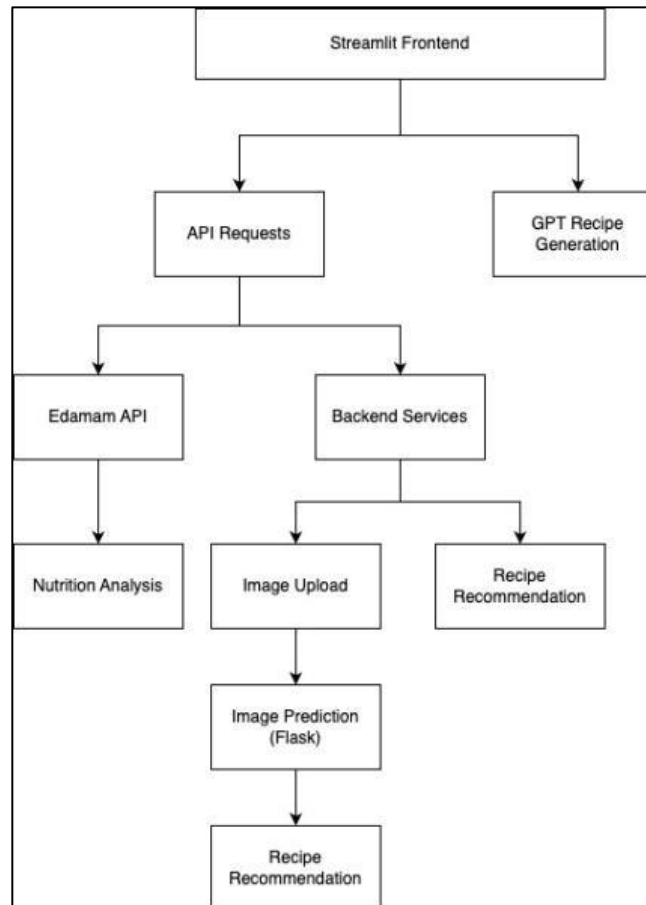 Streamlit Frontend
API Requests
GPT Recipe
Generation
Edamam API
Backend Services
Nutrition Analysis
Image Upload
Recipe
Recommendation
Image Prediction
(Flask)
Recipe
Recommendation